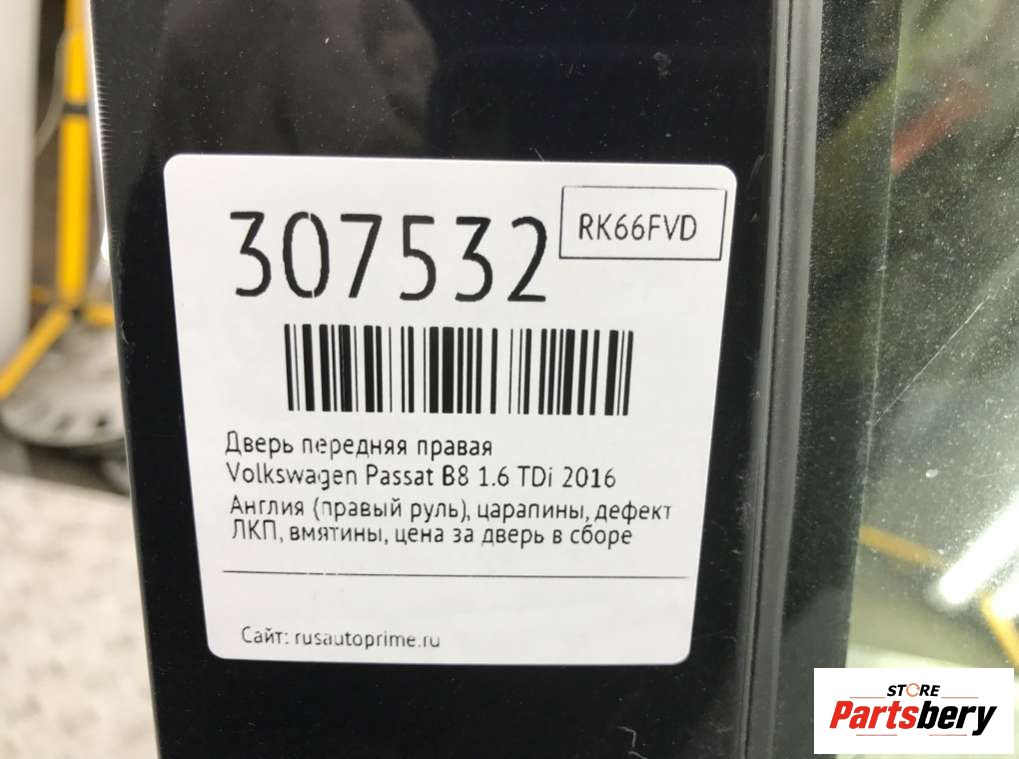 307532
RK66FVD
Дверь передняя правая
Volkswagen Passat B8 1.6 TDi 2016
Англия (правый руль), царапины, дефект
ЛКП, вмятины, цена за дверь в сборе
Сайт: rusautoprime.ru
STORE
Partsbery